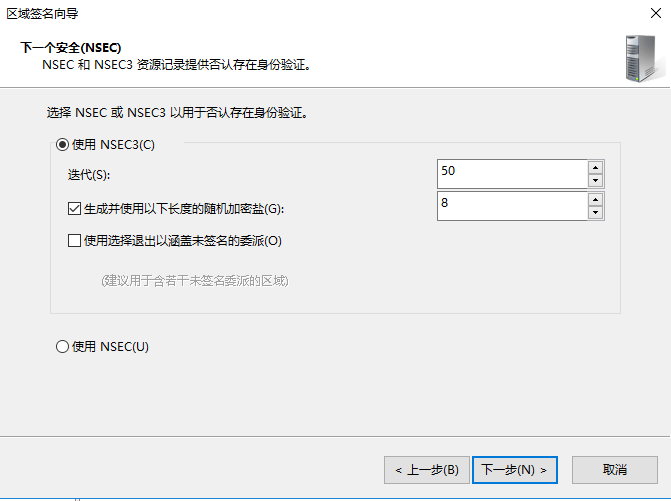 区域签名向导
下一个安全(NSEC)
NSEC 和 NSEC3 资源记录提供否认存在身份验证。
选择 NSEC 或 NSEC3 以用于否认存在身份验证。
使用 NSEC3(C)
迭代(S):
50
生成并使用以下长度的随机加密盐(G):
8
使用选择退出以涵盖未签名的委派(O)
(建议用于含若干未签名委派的区域)
使用 NSEC(U)
< 上一步(B)
下一步(N) >
取消